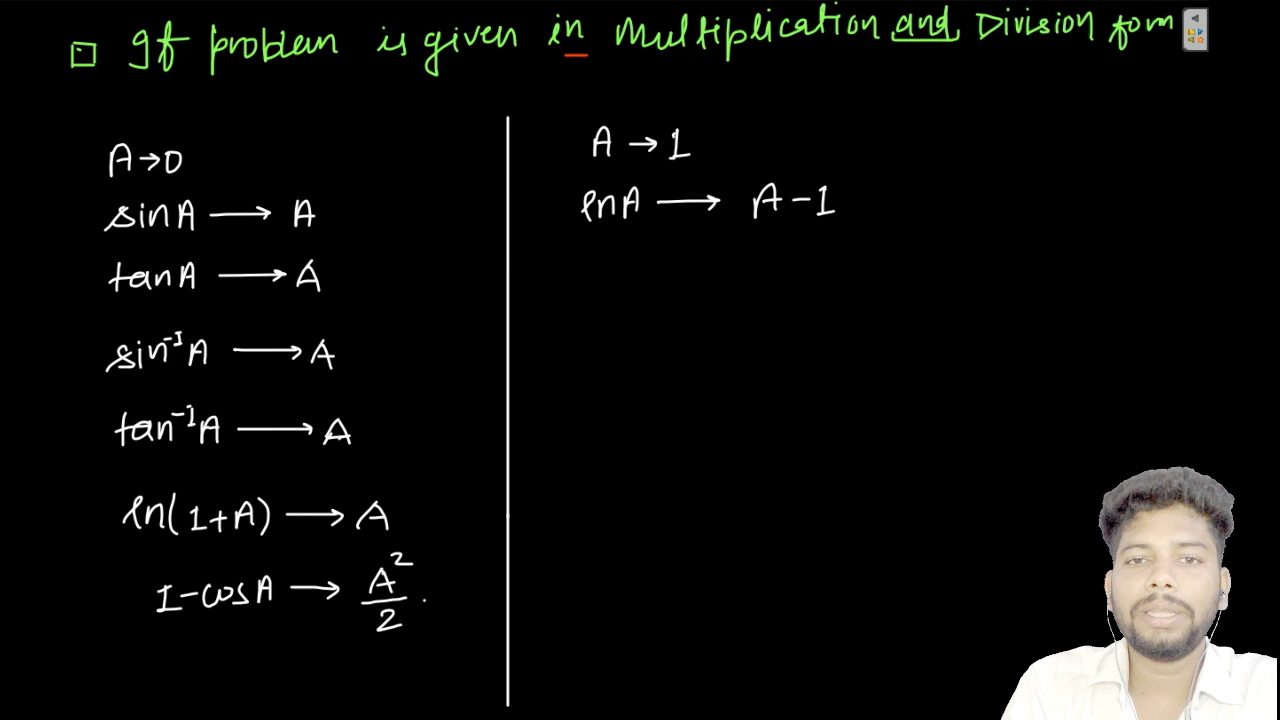 If problem is given in Multiplication and Division form
A→0
sinA → A
tanA → A
sin⁻¹A → A
tan⁻¹A → A
ln(1+A) → A
1-cosA → A²/2.
A → 1
lnA → A-1